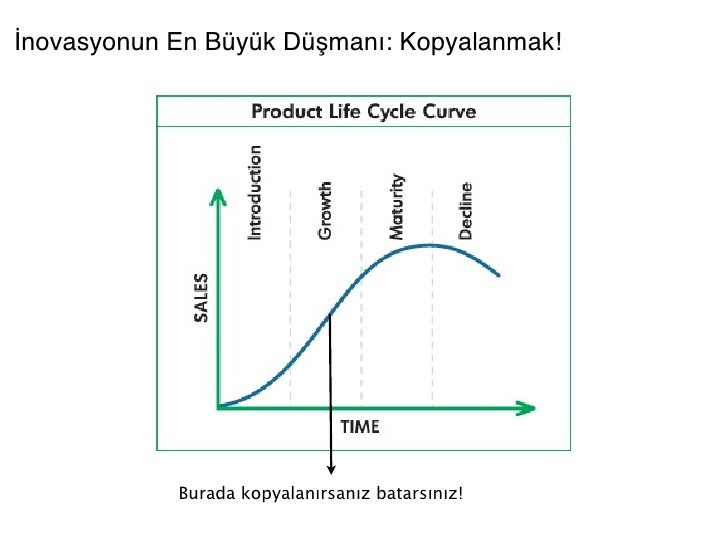 İnovasyonun En Büyük Düşmanı: Kopyalanmak!
Product Life Cycle Curve
Introduction
Growth
Maturity
Decline
SALES
TIME
Burada kopyalanırsanız batarsınız!